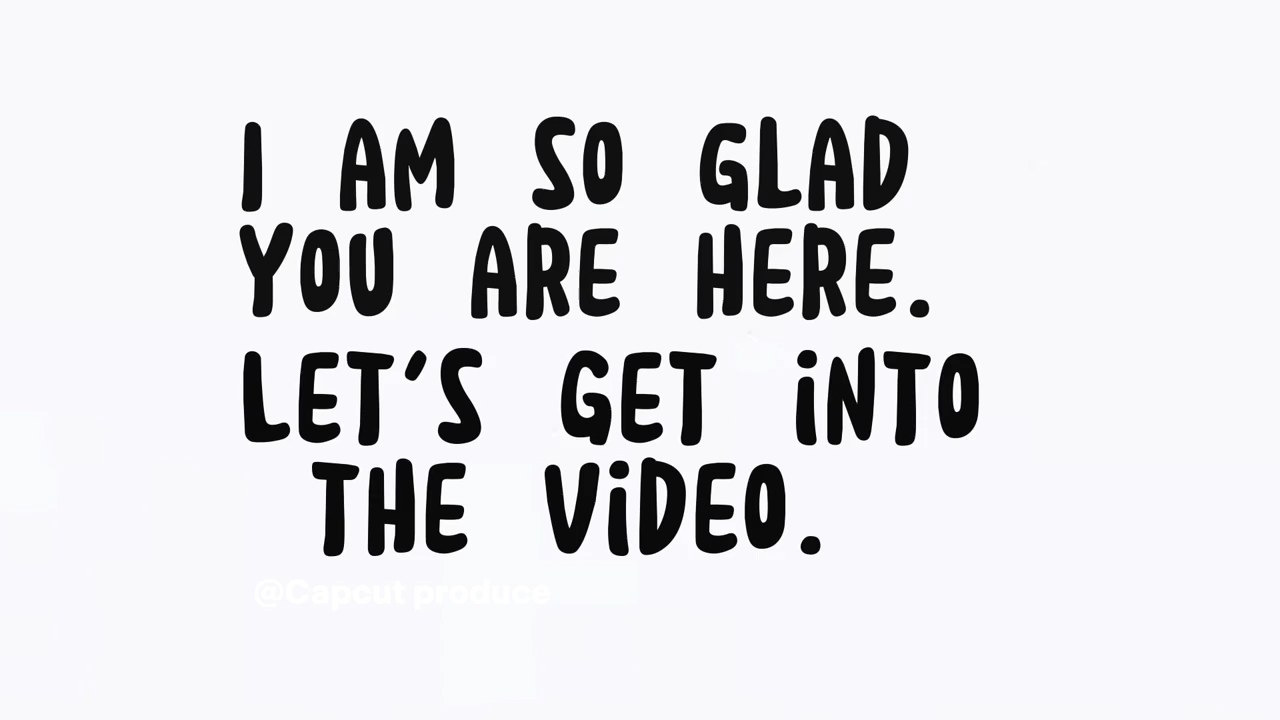 I AM SO GLAD
YOU ARE HERE.
LET'S GET iNTO
THE ViDEO.
@Capcut produce